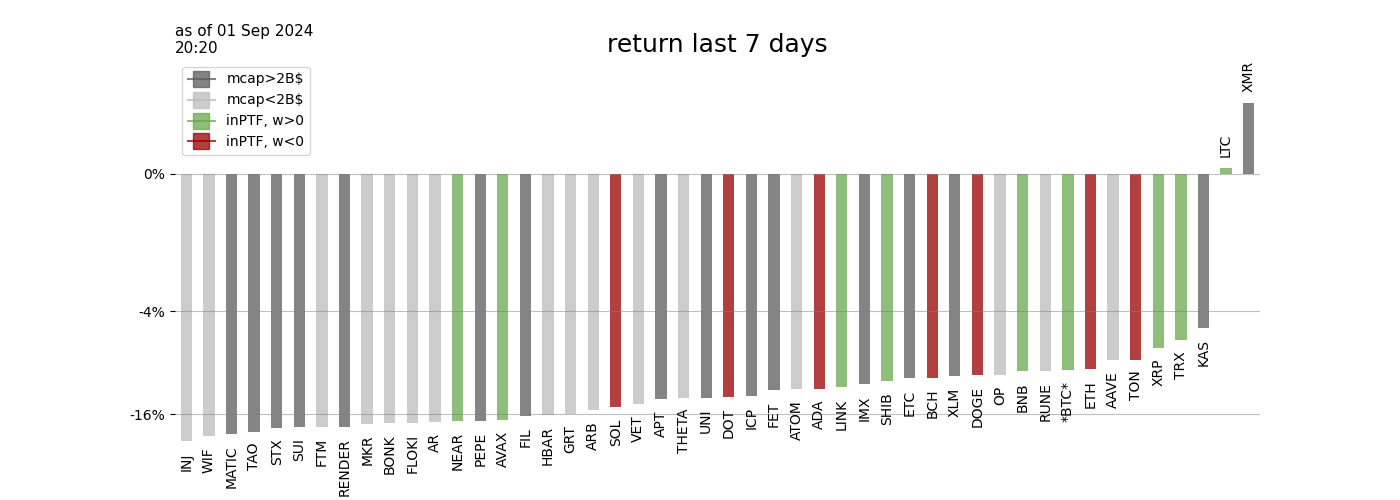 as of 01 Sep 2024
20:20
return last 7 days
mcap>2B$
mcap<2B$
inPTF, w>0
inPTF, w<0
0%
-4%
-16%
INJ
WIF
MATIC
TAO
STX
SUI
FTM
RENDER
MKR
BONK
FLOKI
AR
NEAR
PEPE
AVAX
FIL
HBAR
GRT
ARB
SOL
VET
APT
THETA
UNI
DOT
ICP
FET
ATOM
ADA
LINK
IMX
SHIB
ETC
BCH
XLM
DOGE
OP
BNB
RUNE
*BTC*
ETH
AAVE
TON
XRP
TRX
KAS
LTC
XMR